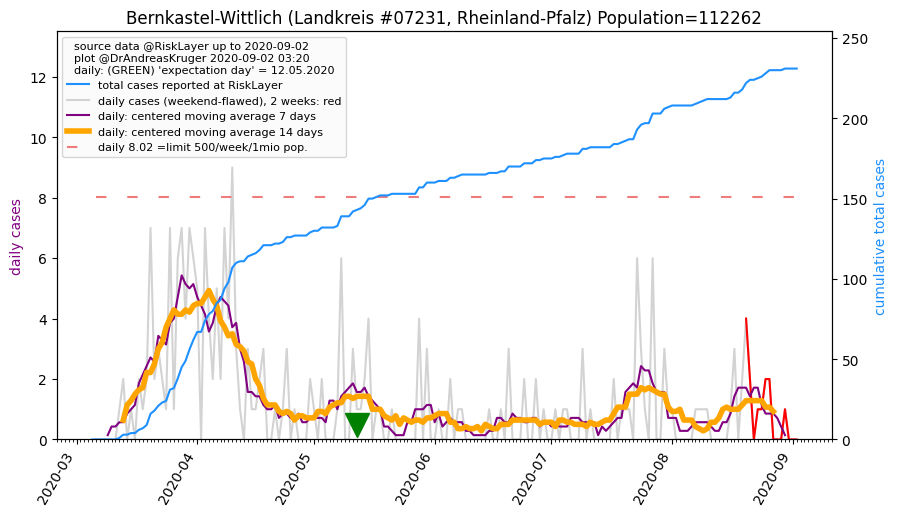 Bernkastel-Wittlich (Landkreis #07231, Rheinland-Pfalz) Population=112262
source data @RiskLayer up to 2020-09-02
plot @DrAndreasKruger 2020-09-02 03:20
daily: (GREEN) 'expectation day' = 12.05.2020
total cases reported at RiskLayer
daily cases (weekend-flawed), 2 weeks: red
daily: centered moving average 7 days
daily: centered moving average 14 days
daily 8.02 =limit 500/week/1mio pop.
daily cases
12
10
8
6
4
2
0
cumulative total cases
250
200
150
100
50
0
2020-03
2020-04
2020-05
2020-06
2020-07
2020-08
2020-09